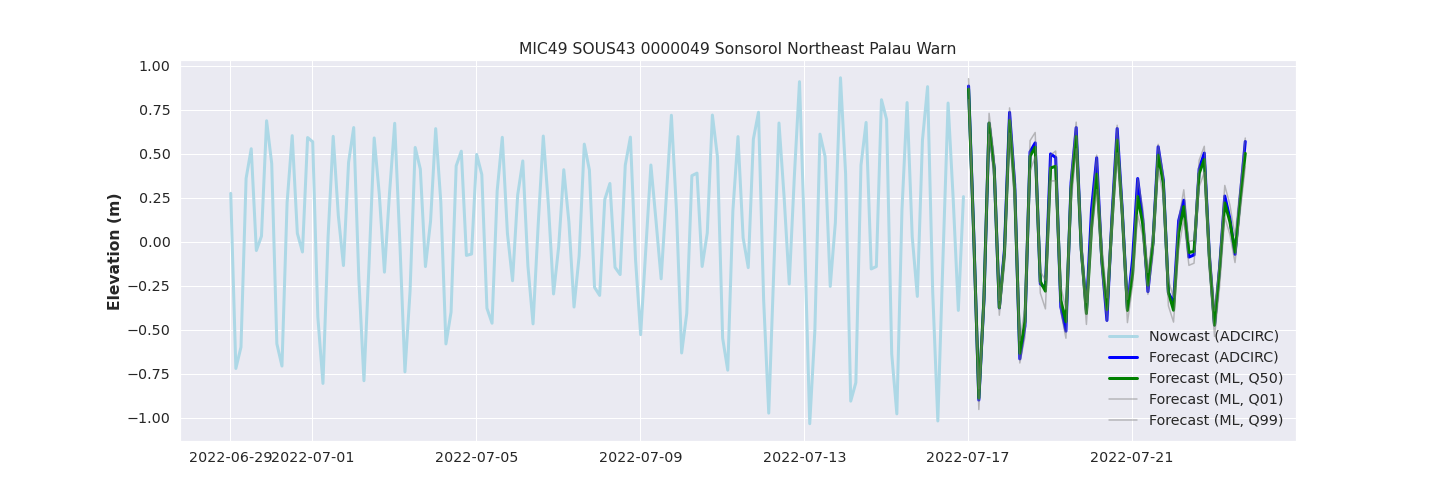 MIC49 SOUS43 0000049 Sonsorol Northeast Palau Warn
Elevation (m)
1.00
0.75
0.50
0.25
0.00
−0.25
−0.50
−0.75
−1.00
Nowcast (ADCIRC)
Forecast (ADCIRC)
Forecast (ML, Q50)
Forecast (ML, Q01)
Forecast (ML, Q99)
2022-06-29 2022-07-01 2022-07-05 2022-07-09 2022-07-13 2022-07-17 2022-07-21